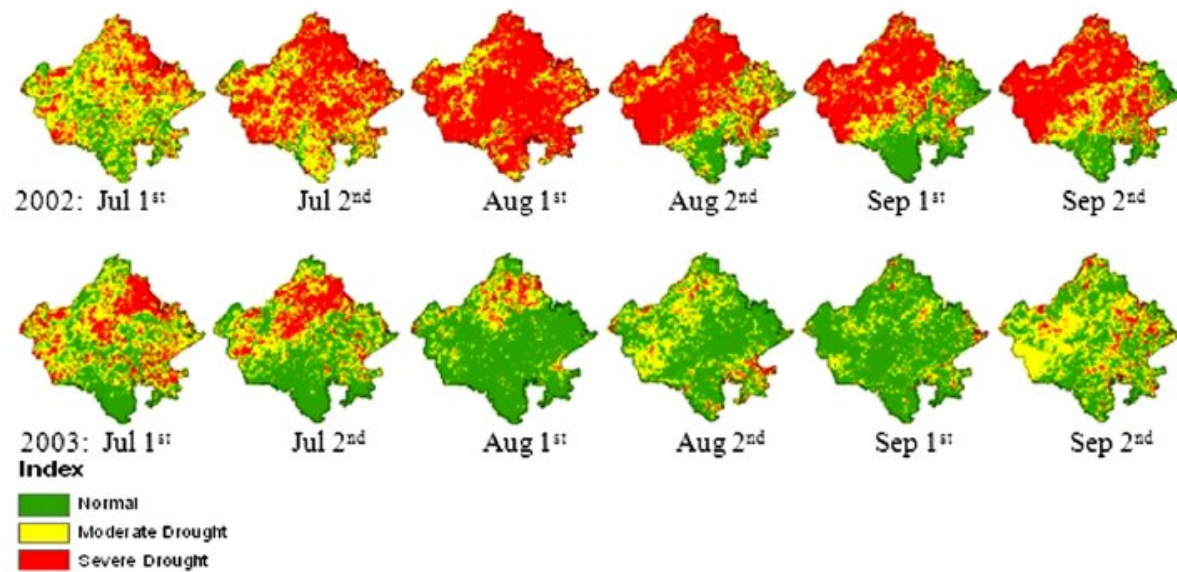 2002: Jul 1st Jul 2nd Aug 1st Aug 2nd Sep 1st Sep 2nd
2003: Jul 1st Jul 2nd Aug 1st Aug 2nd Sep 1st Sep 2nd
Index
Normal
Moderate Drought
Severe Drought